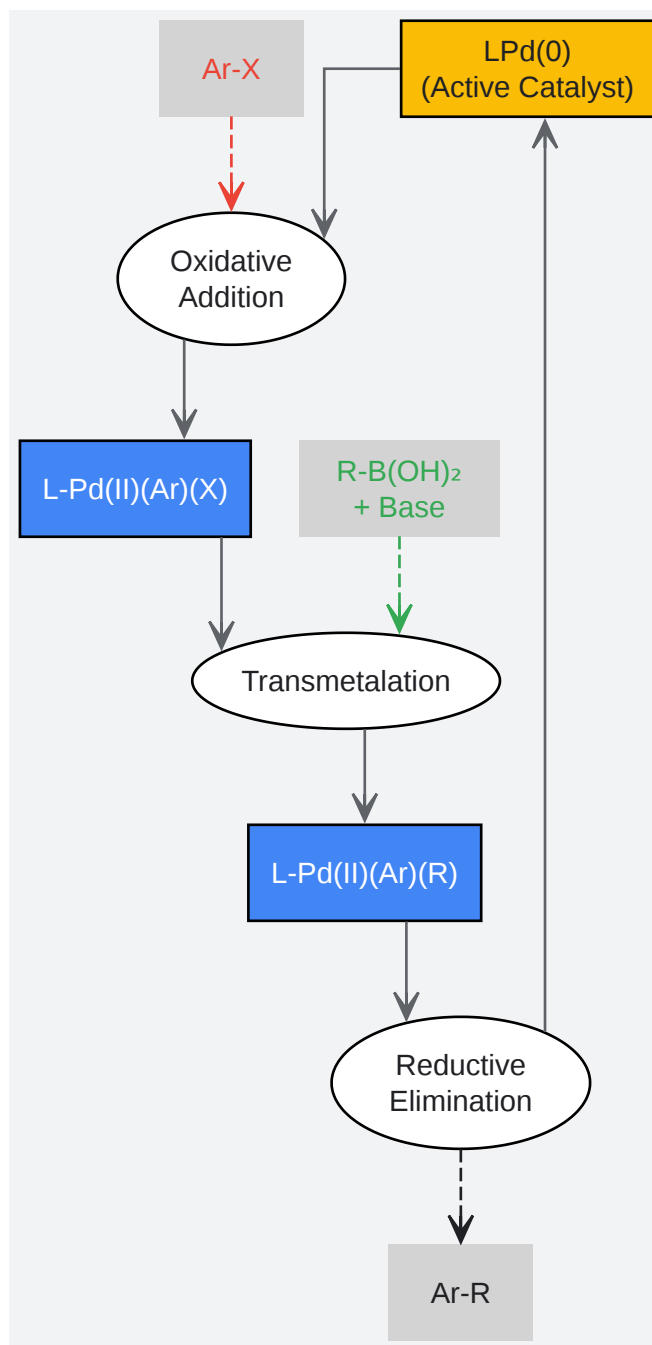 Ar-X
LPd(0)
(Active Catalyst)
Oxidative
Addition
L-Pd(II)(Ar)(X)
R-B(OH)₂
+ Base
Transmetalation
L-Pd(II)(Ar)(R)
Reductive
Elimination
Ar-R